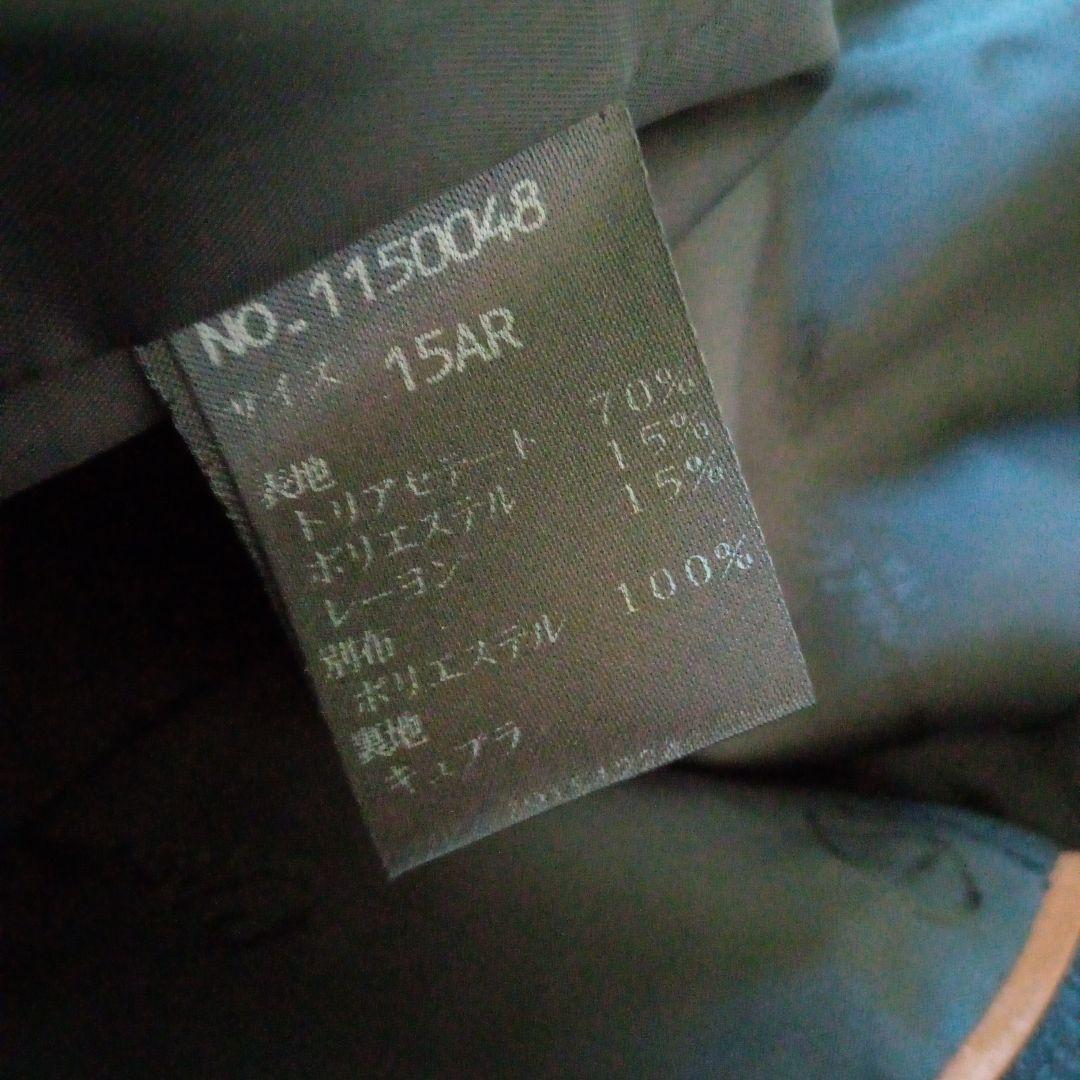 NO_1150048
サイズ 15AR
表地
トリアセテート 70%
ポリエステル 15%
レーヨン 15%
別布
ポリエステル 100%
裏地
キュプラ